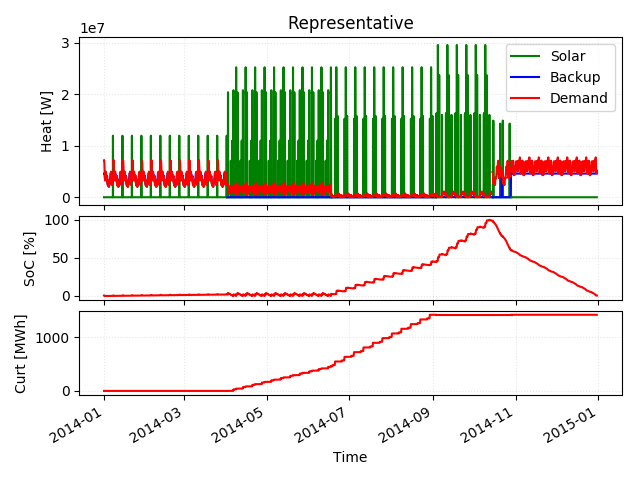 Representative
1e7
3
2
1
0
Heat [W]
Solar
Backup
Demand
100
50
0
SoC [%]
1000
0
Curt [MWh]
2014-01
2014-03
2014-05
2014-07
2014-09
2014-11
2015-01
Time